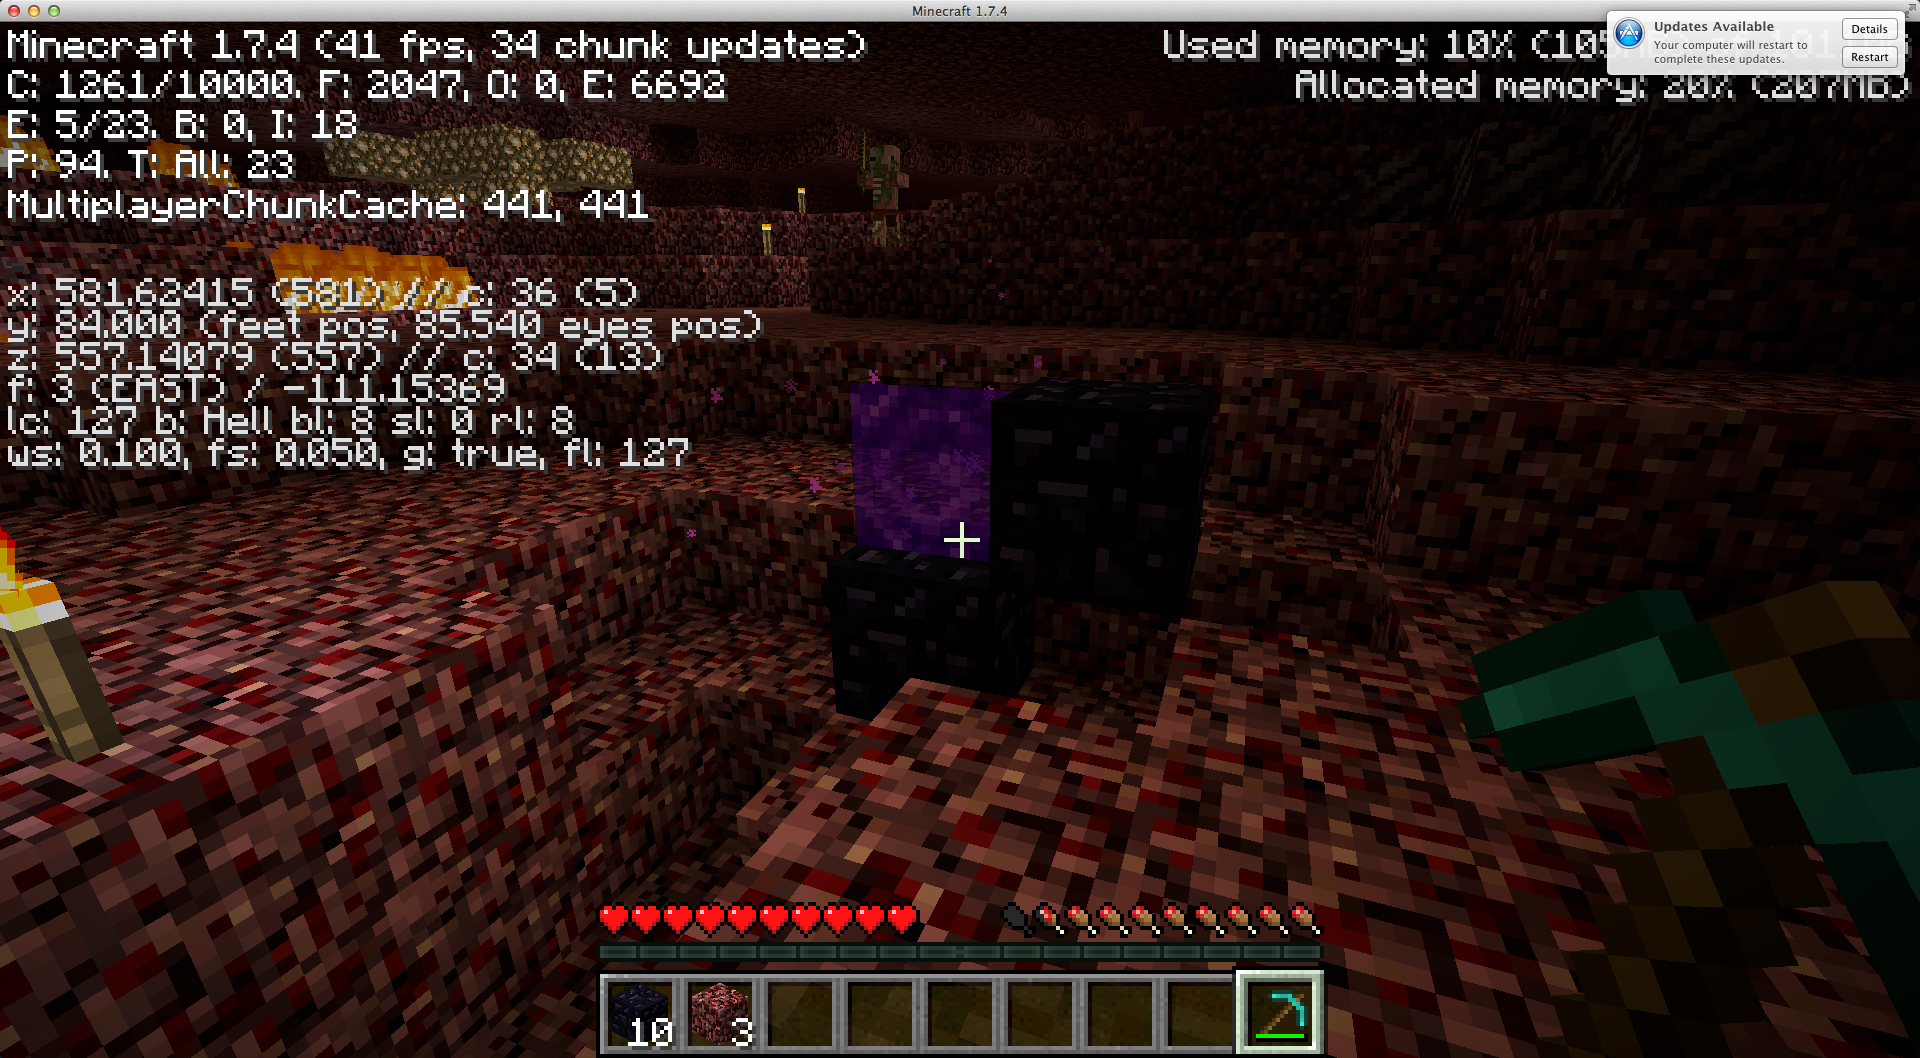 Minecraft 1.7.4
Minecraft 1.7.4 (41 fps, 34 chunk updates)
C: 1261/10000. F: 2047, O: 0, E: 6692
E: 5/23. B: 0, I: 18
P: 94. T: All: 23
MultiplayerChunkCache: 441, 441
x: 581.62415 (581) // c: 36 (5)
y: 84.000 (feet pos, 85.540 eyes pos)
z: 557.14079 (557) // c: 34 (13)
f: 3 (EAST) / -111.15369
lc: 127 b: Hell bl: 8 sl: 0 rl: 8
ws: 0.100, fs: 0.050, g: true, fl: 127
Used memory: 10% (105
Allocated memory: 20% (207MB)
Updates Available
Your computer will restart to
complete these updates.
Details
Restart
10
3